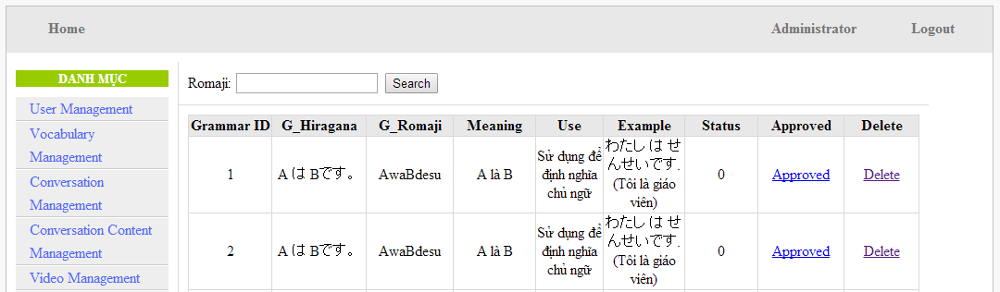 Home Administrator Logout
DANH MỤC
User Management
Vocabulary
Management
Conversation
Management
Conversation Content
Management
Video Management
Romaji: Search
Grammar ID G_Hiragana G_Romaji Meaning Use Example Status Approved Delete
1 A は Bです。 AwaBdesu A là B Sử dụng để định nghĩa chủ ngữ わたし は せんせいです. (Tôi là giáo viên) 0 Approved Delete
2 A は Bです。 AwaBdesu A là B Sử dụng để định nghĩa chủ ngữ わたし は せんせいです. (Tôi là giáo viên) 0 Approved Delete